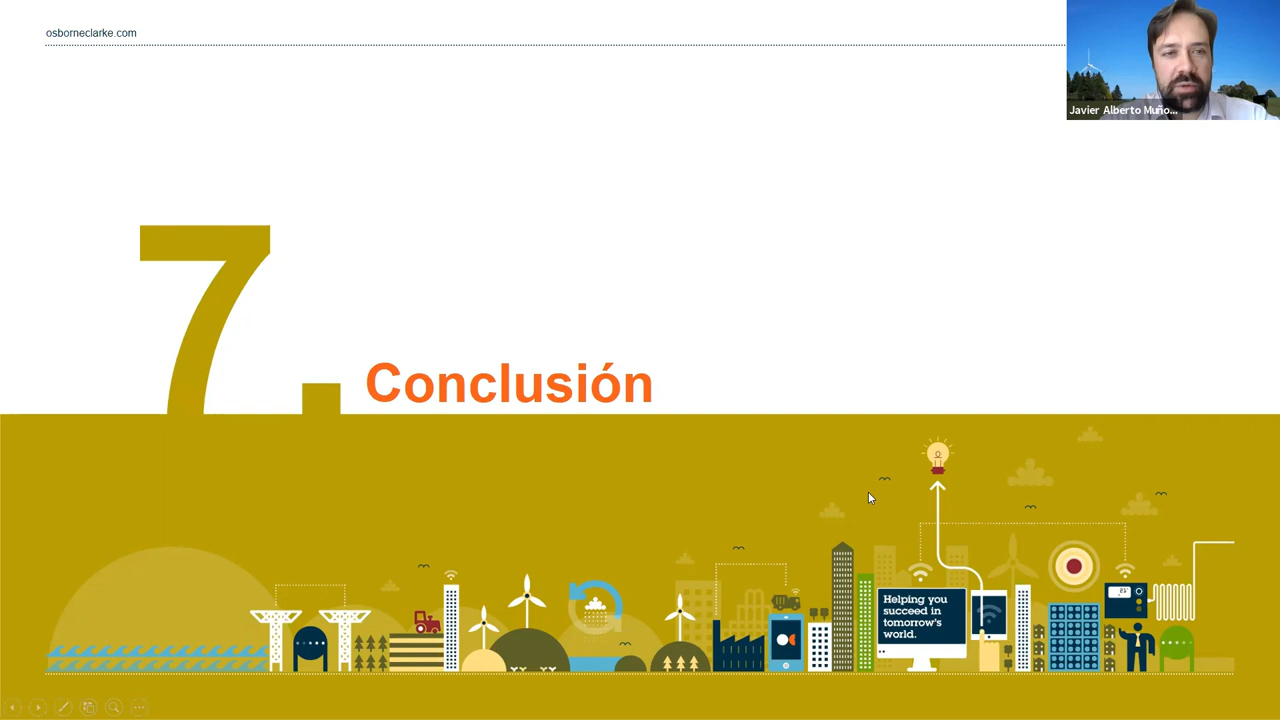 osborneclarke.com
Javier Alberto Muño...
7.
Conclusión
Helping you
succeed in
tomorrow's
world.